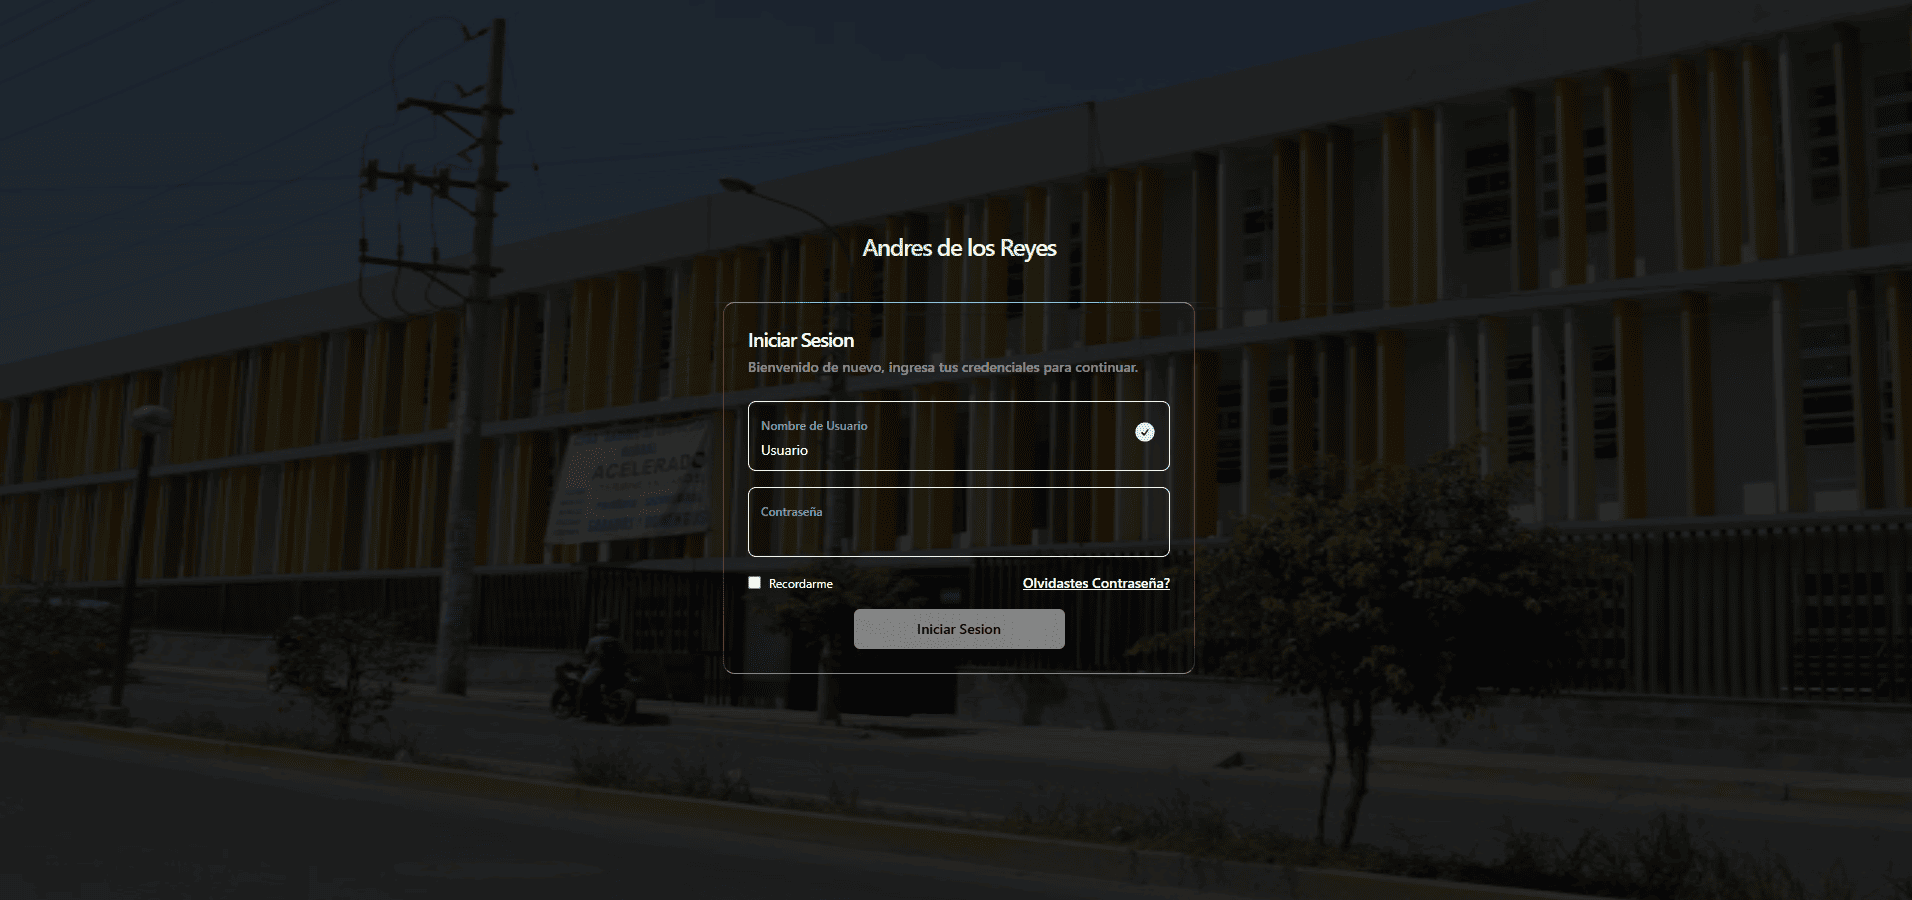 Andres de los Reyes
Iniciar Sesion
Bienvenido de nuevo, ingresa tus credenciales para continuar.
Nombre de Usuario
Usuario
Contraseña
Recordarme
Olvidastes Contraseña?
Iniciar Sesion
ACELERADO